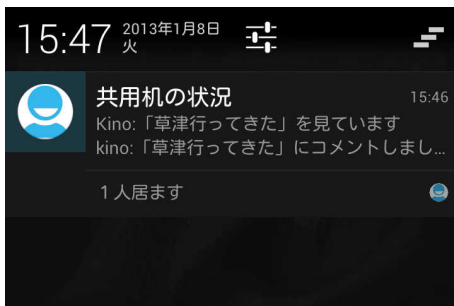 15:47 2013年1月8日
火
共用机の状況 15:46
Kino:「草津行ってきた」を見ています
kino:「草津行ってきた」にコメントしまし...
1人居ます